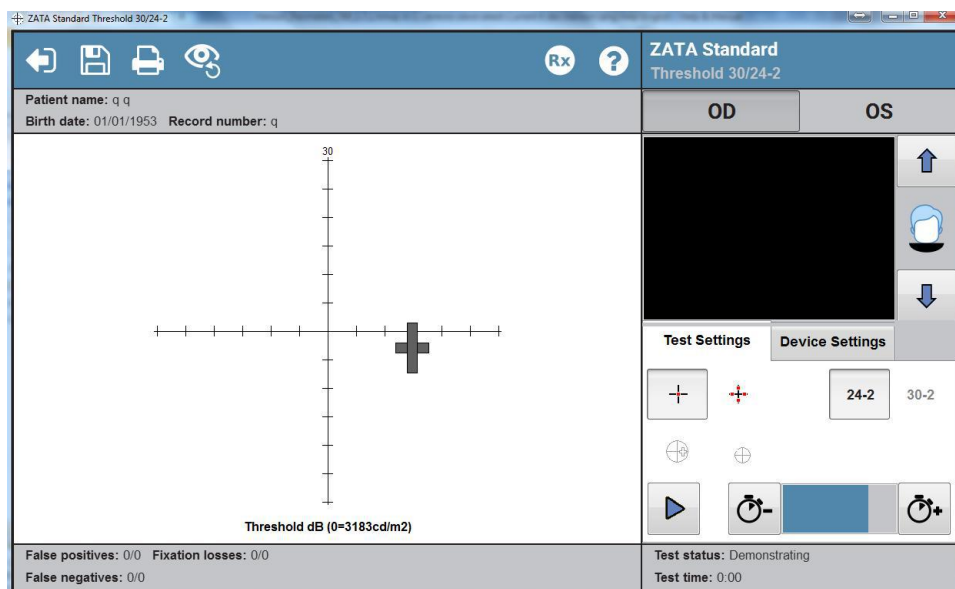 ZATA Standard Threshold 30/24-2
Rx
?
ZATA Standard
Threshold 30/24-2
Patient name: q q
Birth date: 01/01/1953 Record number: q
OD
OS
30
Test Settings
Device Settings
24-2
30-2
Threshold dB (0=3183cd/m2)
False positives: 0/0 Fixation losses: 0/0
False negatives: 0/0
Test status: Demonstrating
Test time: 0:00